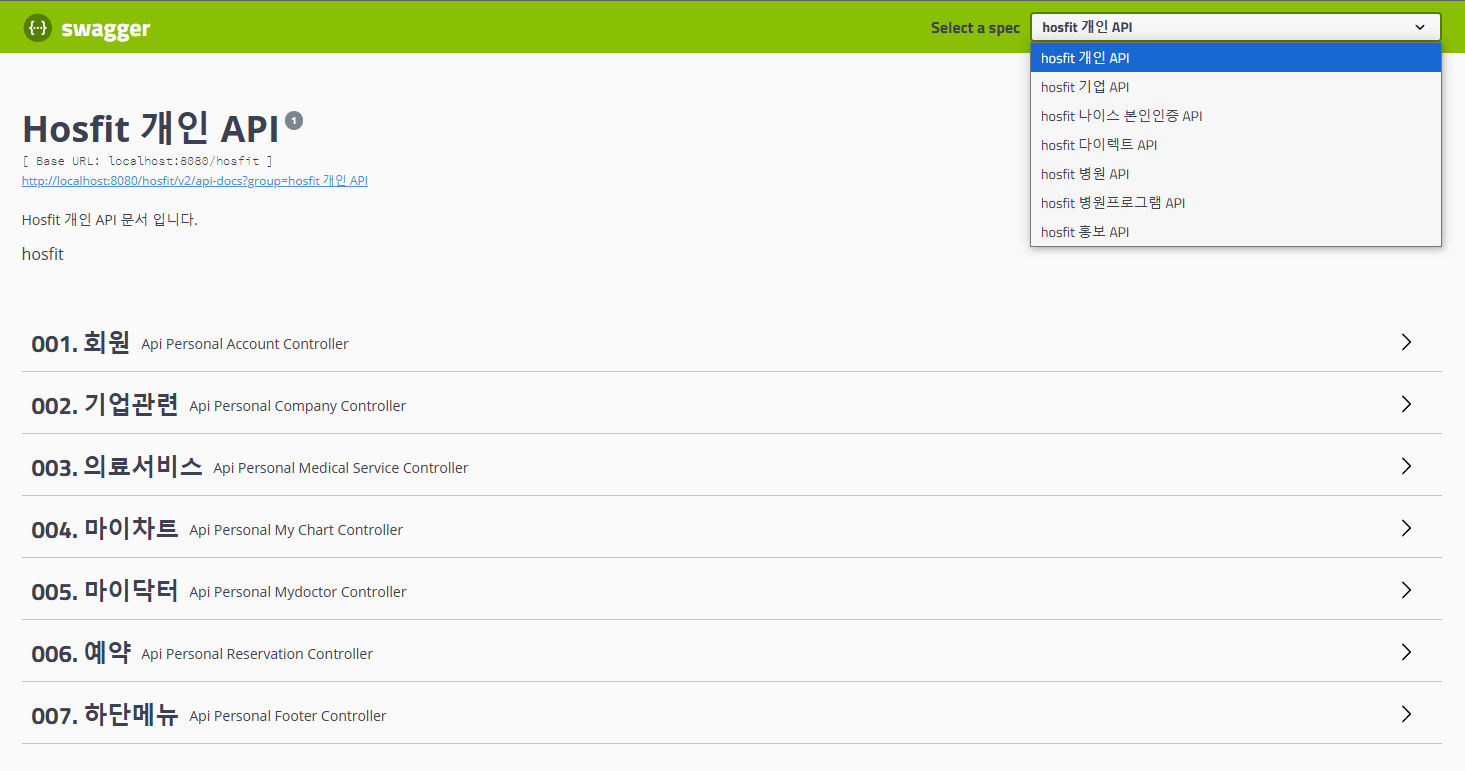 {···} swagger
Select a spec
hosfit 개인 API
hosfit 개인 API
hosfit 기업 API
hosfit 나이스 본인인증 API
hosfit 다이렉트 API
hosfit 병원 API
hosfit 병원프로그램 API
hosfit 홍보 API
Hosfit 개인 API 1
[ Base URL: localhost:8080/hosfit ]
http://localhost:8080/hosfit/v2/api-docs?group=hosfit 개인 API
Hosfit 개인 API 문서 입니다.
hosfit
001. 회원 Api Personal Account Controller
002. 기업관련 Api Personal Company Controller
003. 의료서비스 Api Personal Medical Service Controller
004. 마이차트 Api Personal My Chart Controller
005. 마이닥터 Api Personal Mydoctor Controller
006. 예약 Api Personal Reservation Controller
007. 하단메뉴 Api Personal Footer Controller